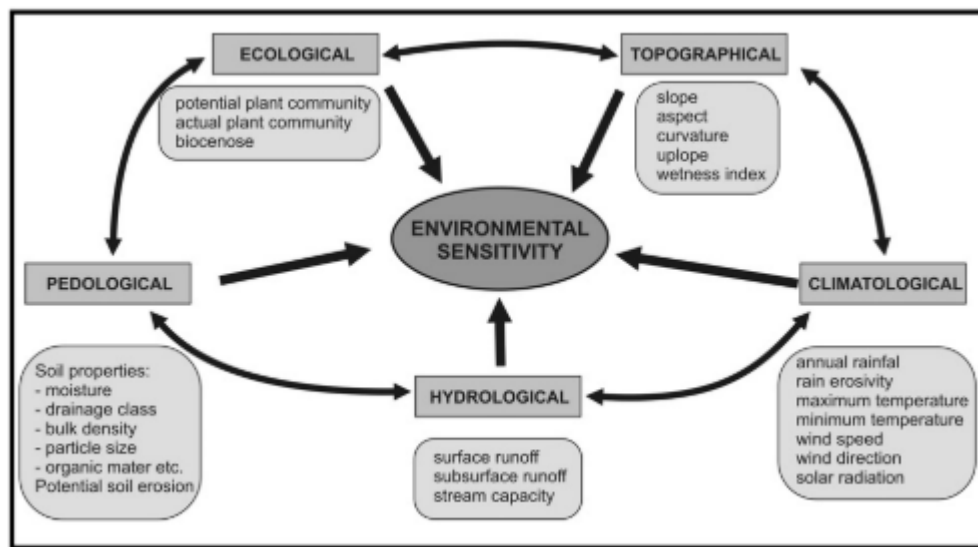 ECOLOGICAL
potential plant community
actual plant community
biocenose
TOPOGRAPHICAL
slope
aspect
curvature
uplope
wetness index
ENVIRONMENTAL
SENSITIVITY
PEDOLOGICAL
Soil properties:
- moisture
- drainage class
- bulk density
- particle size
- organic mater etc.
Potential soil erosion
HYDROLOGICAL
surface runoff
subsurface runoff
stream capacity
CLIMATOLOGICAL
annual rainfal
rain erosivity
maximum temperature
minimum temperature
wind speed
wind direction
solar radiation